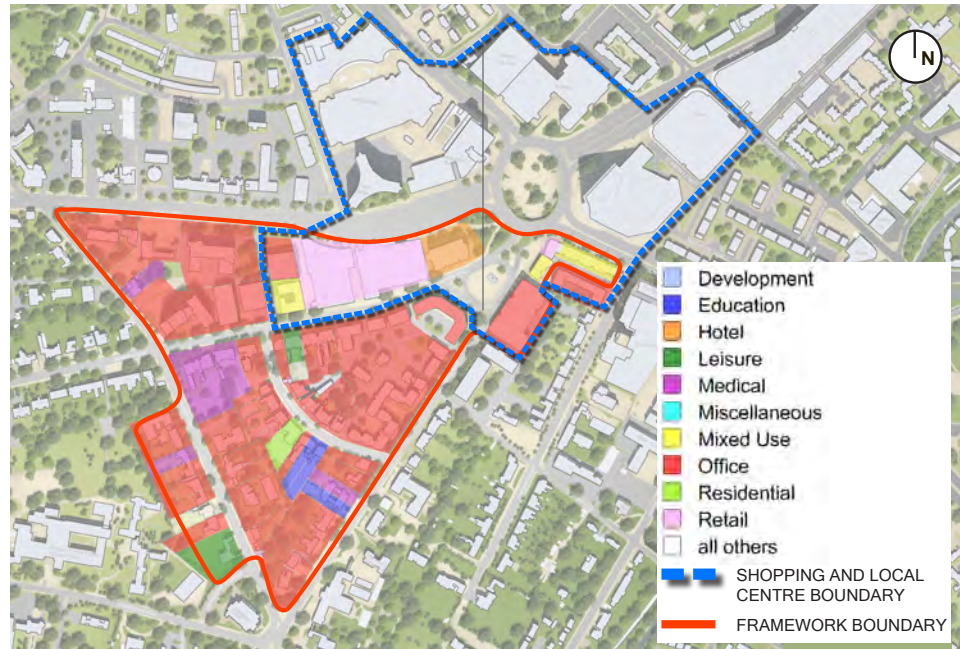 N
Development
Education
Hotel
Leisure
Medical
Miscellaneous
Mixed Use
Office
Residential
Retail
all others
SHOPPING AND LOCAL
CENTRE BOUNDARY
FRAMEWORK BOUNDARY